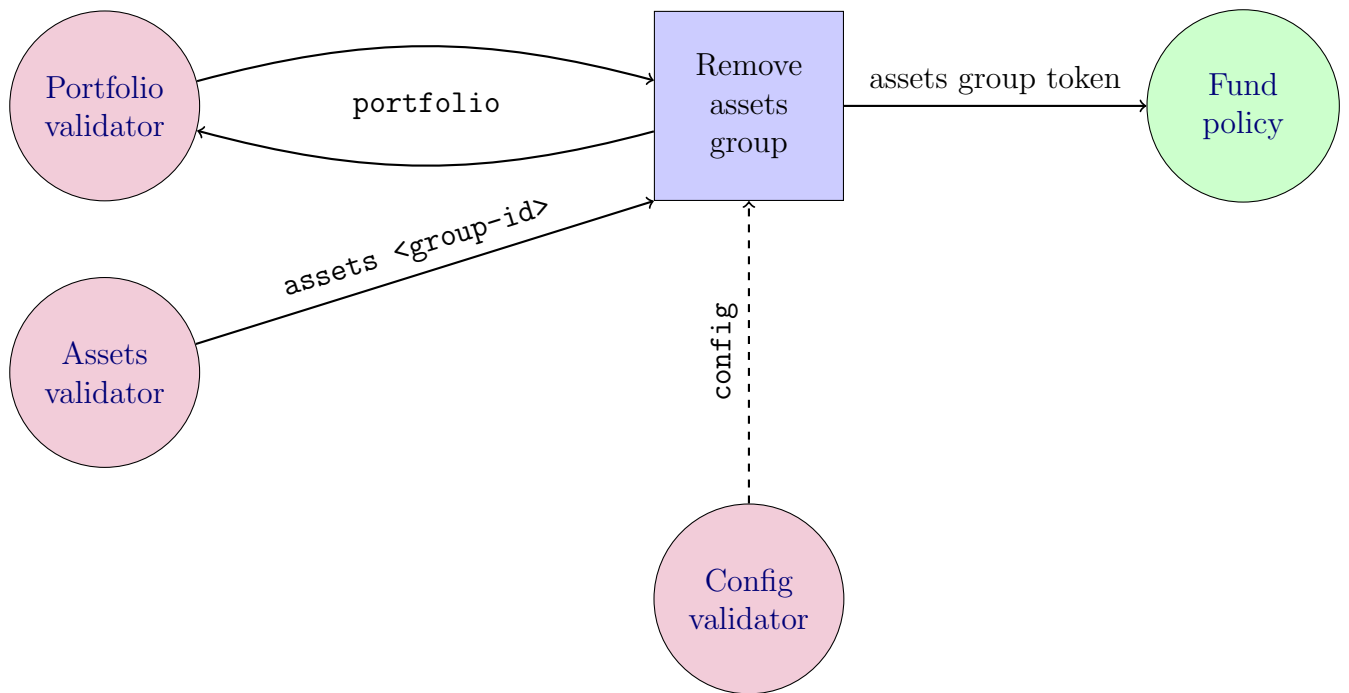 Portfolio
validator
portfolio
Remove
assets
group
assets group token
Fund
policy
assets <group-id>
Assets
validator
config
Config
validator